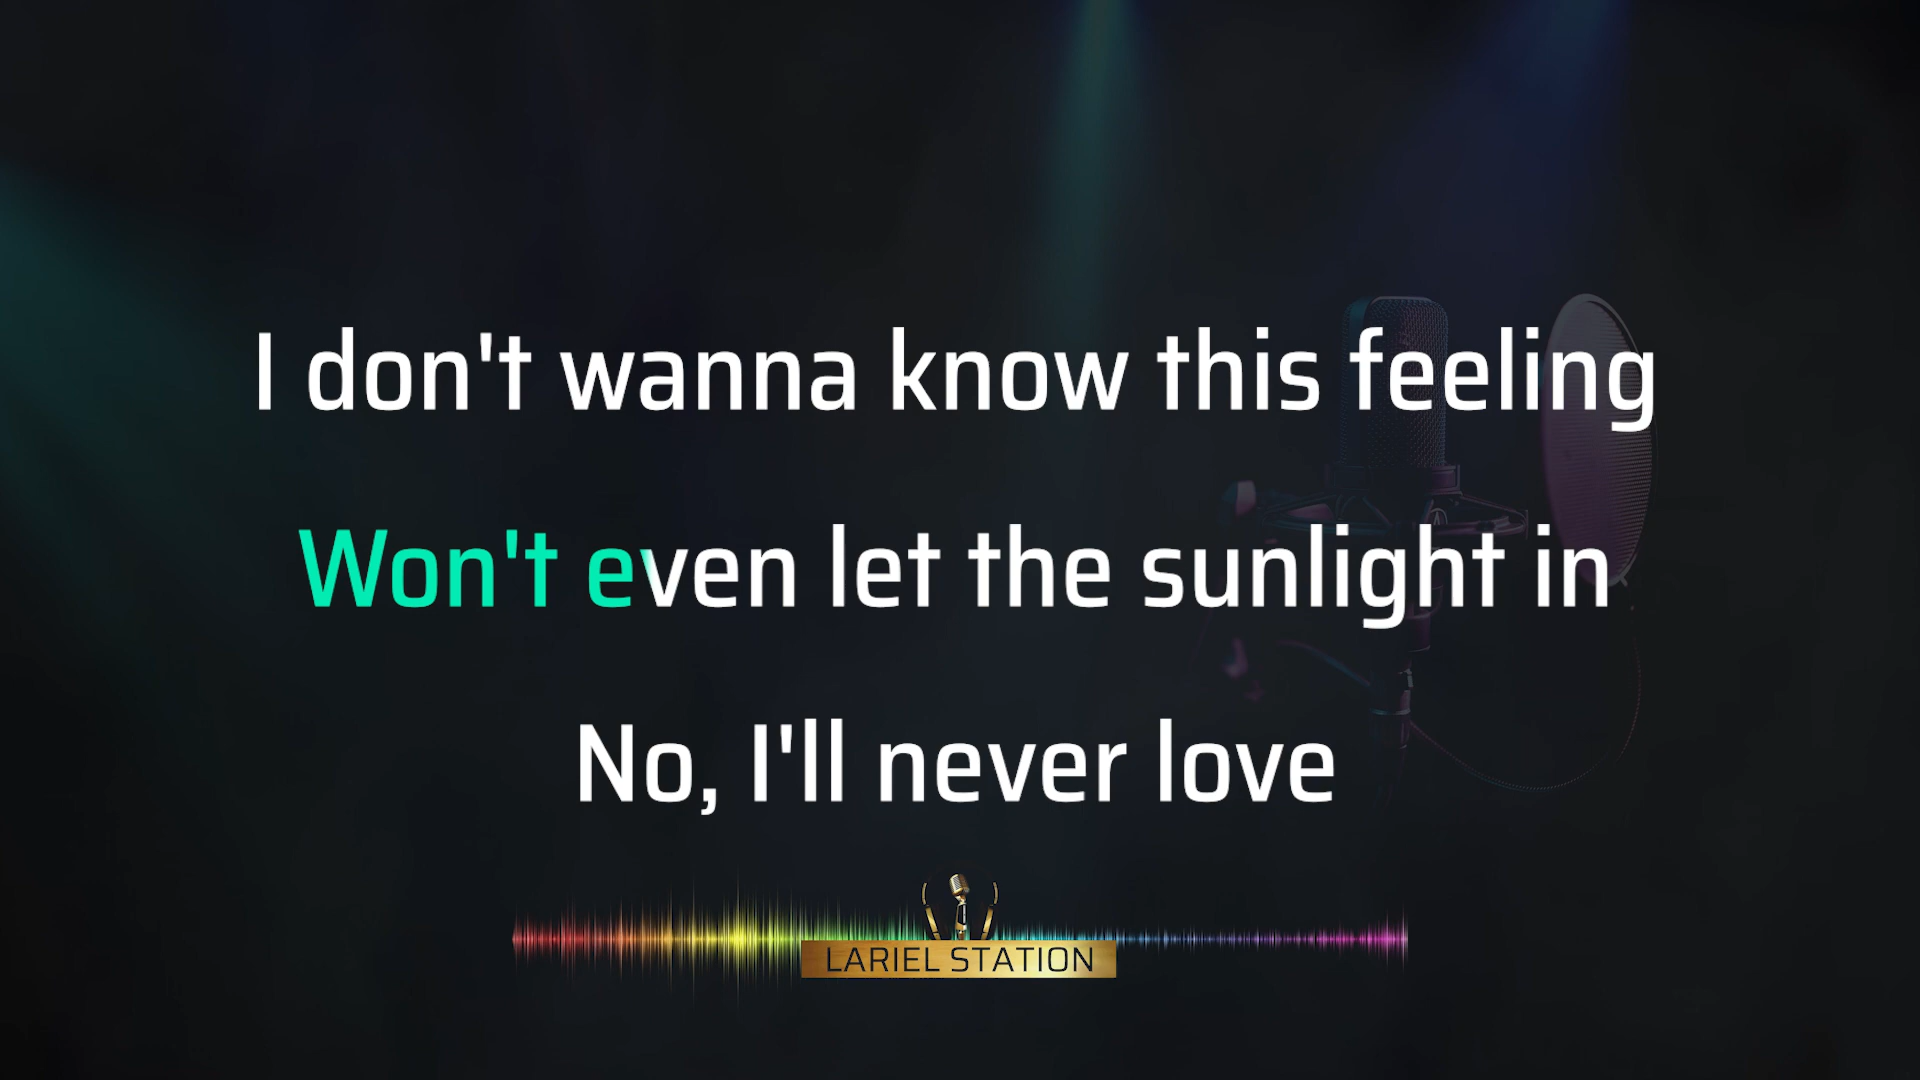 I don't wanna know this feeling
Won't even let the sunlight in
No, I'll never love
LARIEL STATION